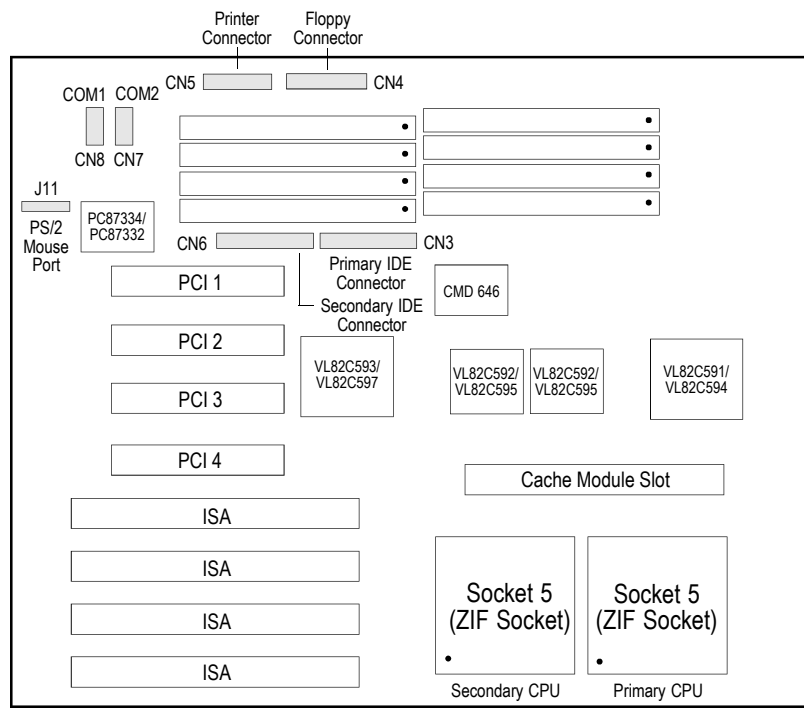 Printer
Connector
Floppy
Connector
CN5
CN4
COM1
COM2
CN8
CN7
J11
PS/2
Mouse
Port
PC87334/
PC87332
CN6
CN3
Primary IDE
Connector
Secondary IDE
Connector
CMD 646
PCI 1
PCI 2
PCI 3
PCI 4
VL82C593/
VL82C597
VL82C592/
VL82C595
VL82C592/
VL82C595
VL82C591/
VL82C594
Cache Module Slot
ISA
ISA
ISA
ISA
Socket 5
(ZIF Socket)
Socket 5
(ZIF Socket)
Secondary CPU
Primary CPU